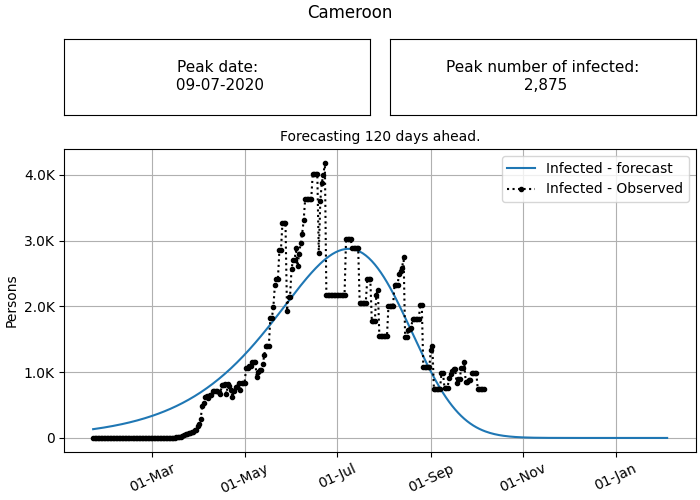 Cameroon
Peak date:
09-07-2020
Peak number of infected:
2,875
Forecasting 120 days ahead.
Infected - forecast
Infected - Observed
4.0K
3.0K
2.0K
1.0K
0
Persons
01-Mar
01-May
01-Jul
01-Sep
01-Nov
01-Jan